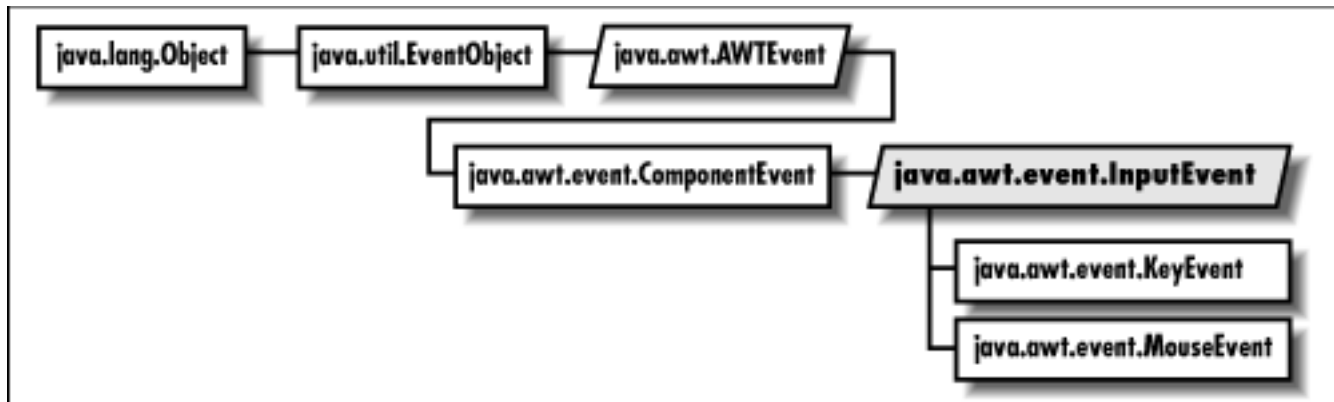 java.lang.Object
java.util.EventObject
java.awt.AWTEvent
java.awt.event.ComponentEvent
java.awt.event.InputEvent
java.awt.event.KeyEvent
java.awt.event.MouseEvent